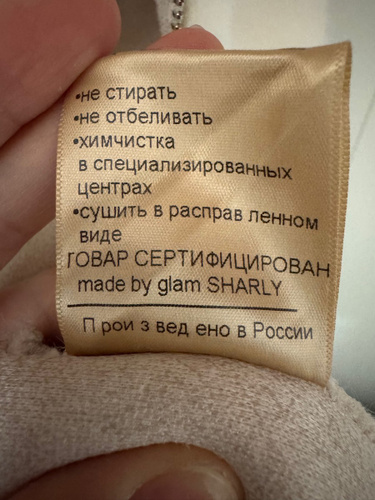 •не стирать
•не отбеливать
•химчистка
в специализированных
центрах
•сушить в расправ ленном
виде
ТОВАР СЕРТИФИЦИРОВАН
made by glam SHARLY
П рои з вед ено в России